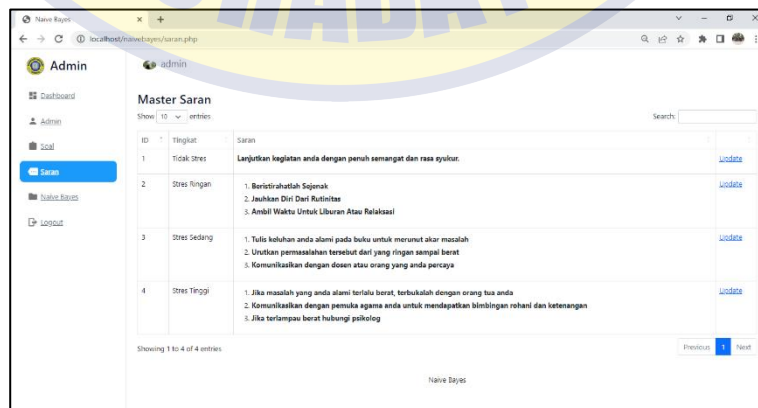 Naive Bayes
localhost/naivebayes/saran.php
Admin
admin
Dashboard
Admin
Soal
Saran
Naive Bayes
Logout
Master Saran
Show 10 entries
Search:
ID Tingkat Saran
1 Tidak Stres Lanjutkan kegiatan anda dengan penuh semangat dan rasa syukur. Update
2 Stres Ringan 1. Beristirahatlah Sejenak Update
2. Jauhkan Diri Dari Rutinitas
3. Ambil Waktu Untuk Liburan Atau Relaksasi
3 Stres Sedang 1. Tulis keluhan anda alami pada buku untuk merunut akar masalah Update
2. Urutkan permasalahan tersebut dari yang ringan sampai berat
3. Komunikasikan dengan dosen atau orang yang anda percaya
4 Stres Tinggi 1. Jika masalah yang anda alami terlalu berat, terbukalah dengan orang tua anda Update
2. Komunikasikan dengan pemuka agama anda untuk mendapatkan bimbingan rohani dan ketenangan
3. Jika terlampau berat hubungi psikolog
Showing 1 to 4 of 4 entries
Previous 1 Next
Naive Bayes